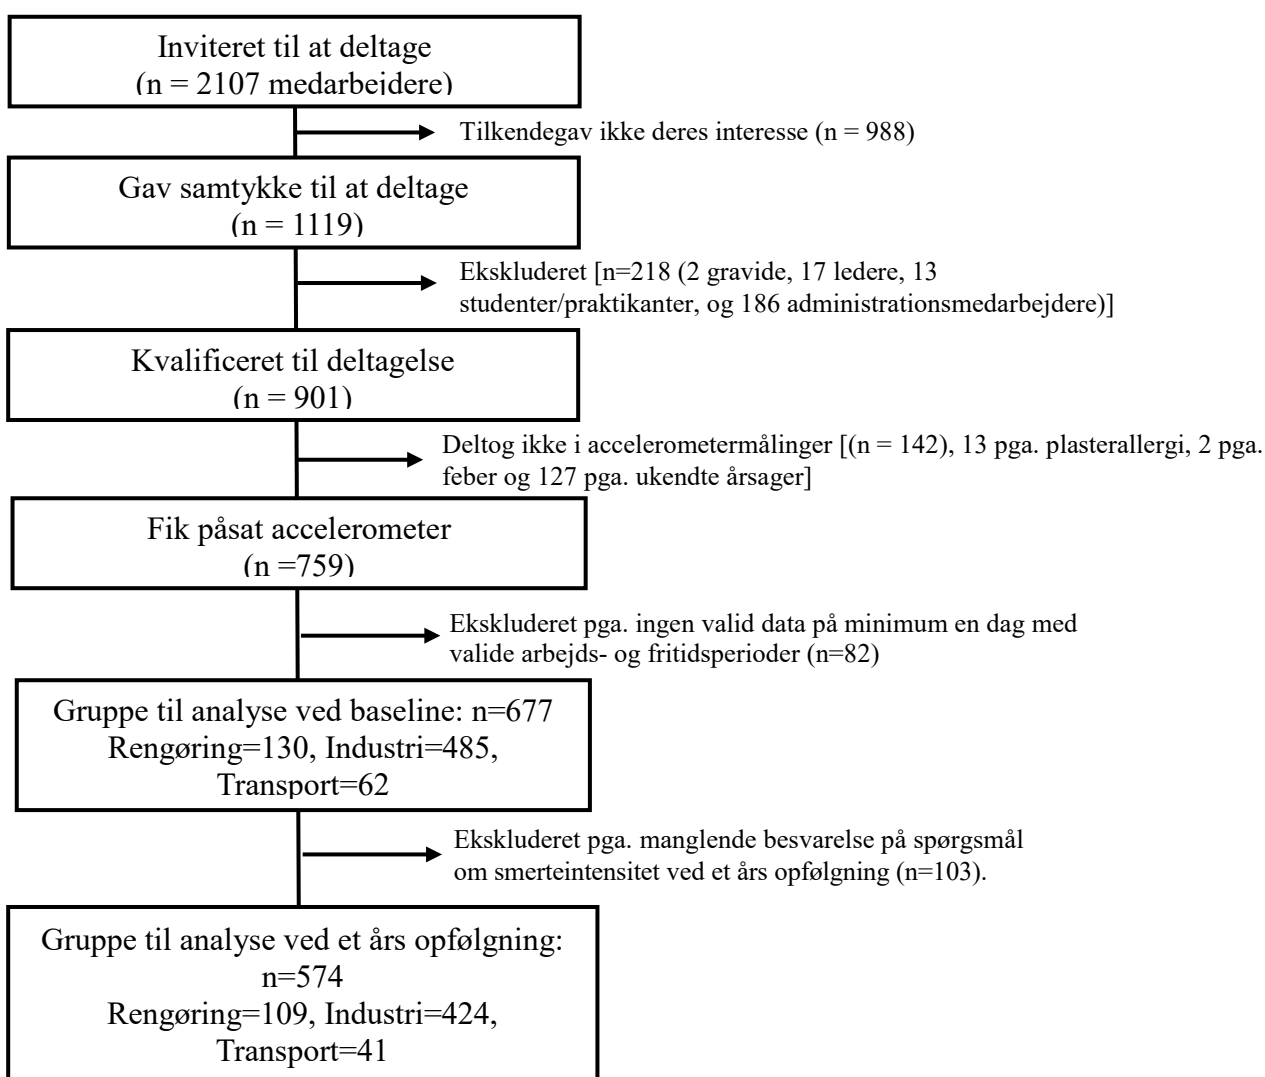 Inviteret til at deltage
(n = 2107 medarbejdere)
Tilkendegav ikke deres interesse (n = 988)
Gav samtykke til at deltage
(n = 1119)
Ekskluderet [n=218 (2 gravide, 17 ledere, 13
studenter/praktikanter, og 186 administrationsmedarbejdere)]
Kvalificeret til deltagelse
(n = 901)
Deltog ikke i accelerometermålinger [(n = 142), 13 pga. plasterallergi, 2 pga.
feber og 127 pga. ukendte årsager]
Fik påsat accelerometer
(n =759)
Ekskluderet pga. ingen valid data på minimum en dag med
valide arbejds- og fritidsperioder (n=82)
Gruppe til analyse ved baseline: n=677
Rengøring=130, Industri=485,
Transport=62
Ekskluderet pga. manglende besvarelse på spørgsmål
om smerteintensitet ved et års opfølgning (n=103).
Gruppe til analyse ved et års opfølgning:
n=574
Rengøring=109, Industri=424,
Transport=41